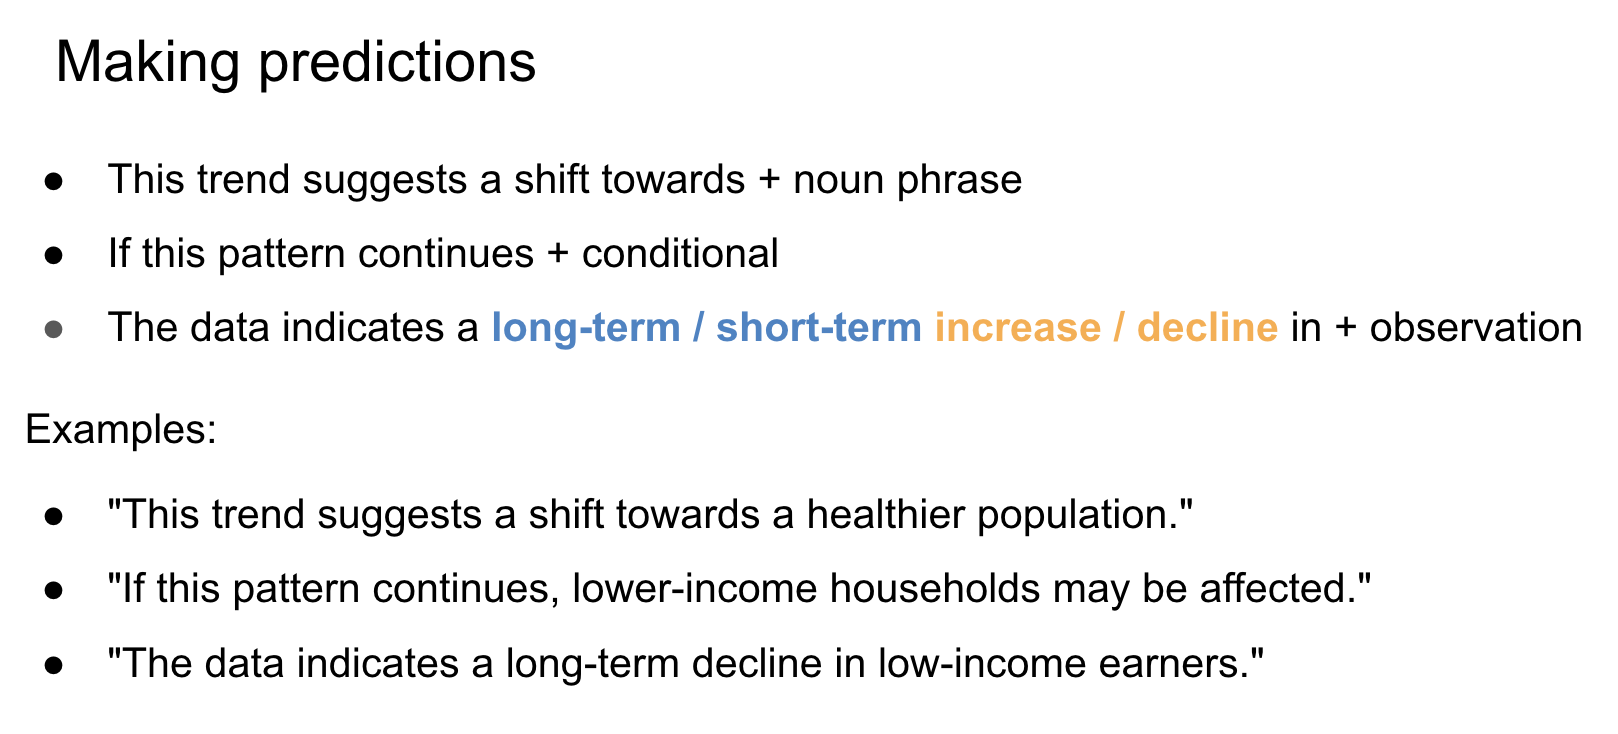 Making predictions
● This trend suggests a shift towards + noun phrase
● If this pattern continues + conditional
● The data indicates a long-term / short-term increase / decline in + observation
Examples:
● "This trend suggests a shift towards a healthier population."
● "If this pattern continues, lower-income households may be affected."
● "The data indicates a long-term decline in low-income earners."